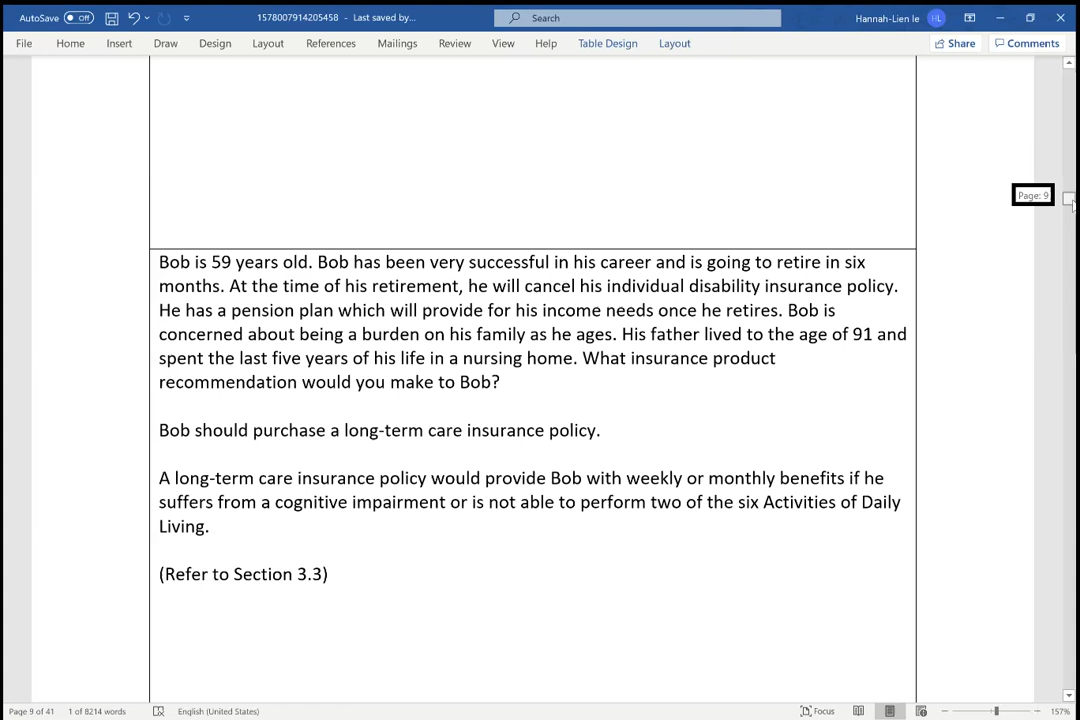 AutoSave Off 1578007914205458 - Last saved by... Search Hannah-Lien le HL
File Home Insert Draw Design Layout References Mailings Review View Help Table Design Layout Share Comments
Page: 9
Bob is 59 years old. Bob has been very successful in his career and is going to retire in six
months. At the time of his retirement, he will cancel his individual disability insurance policy.
He has a pension plan which will provide for his income needs once he retires. Bob is
concerned about being a burden on his family as he ages. His father lived to the age of 91 and
spent the last five years of his life in a nursing home. What insurance product
recommendation would you make to Bob?
Bob should purchase a long-term care insurance policy.
A long-term care insurance policy would provide Bob with weekly or monthly benefits if he
suffers from a cognitive impairment or is not able to perform two of the six Activities of Daily
Living.
(Refer to Section 3.3)
Page 9 of 41 1 of 8214 words English (United States) Focus 157%